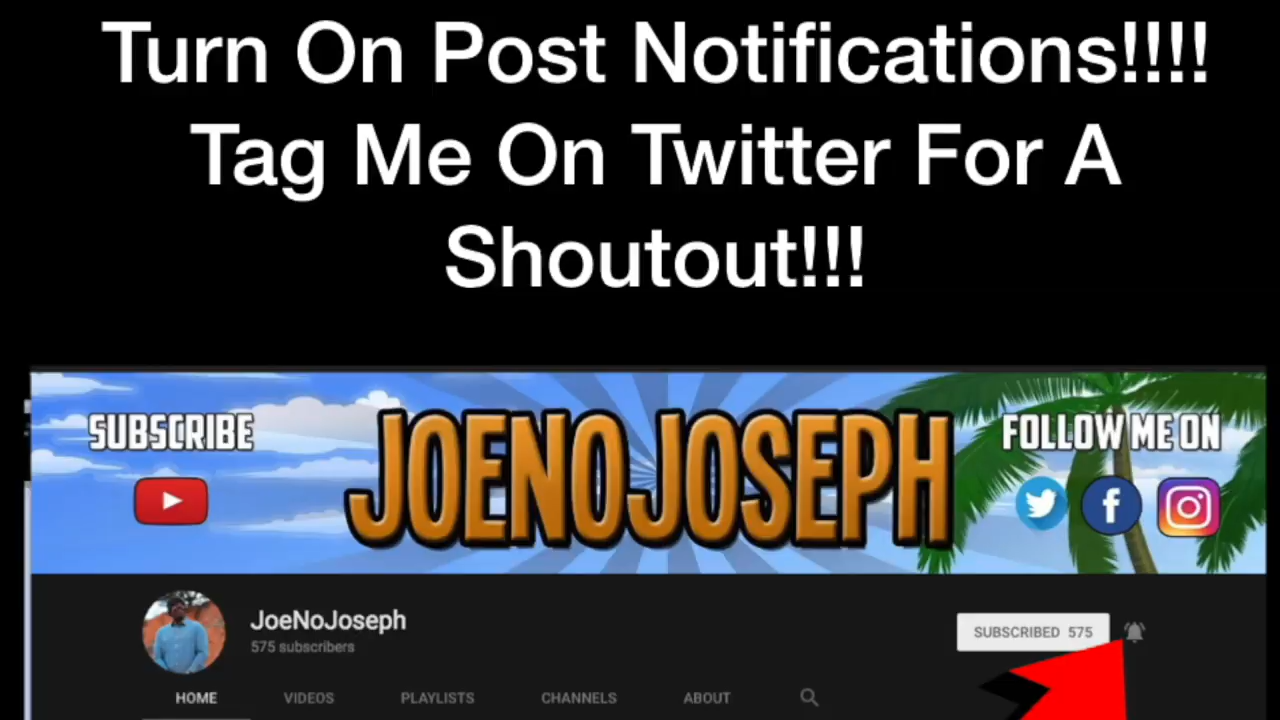 Turn On Post Notifications!!!!
Tag Me On Twitter For A
Shoutout!!!
SUBSCRIBE
JOENOJOSEPH
FOLLOW ME ON
JoeNoJoseph
575 subscribers
SUBSCRIBED 575
HOME VIDEOS PLAYLISTS CHANNELS ABOUT